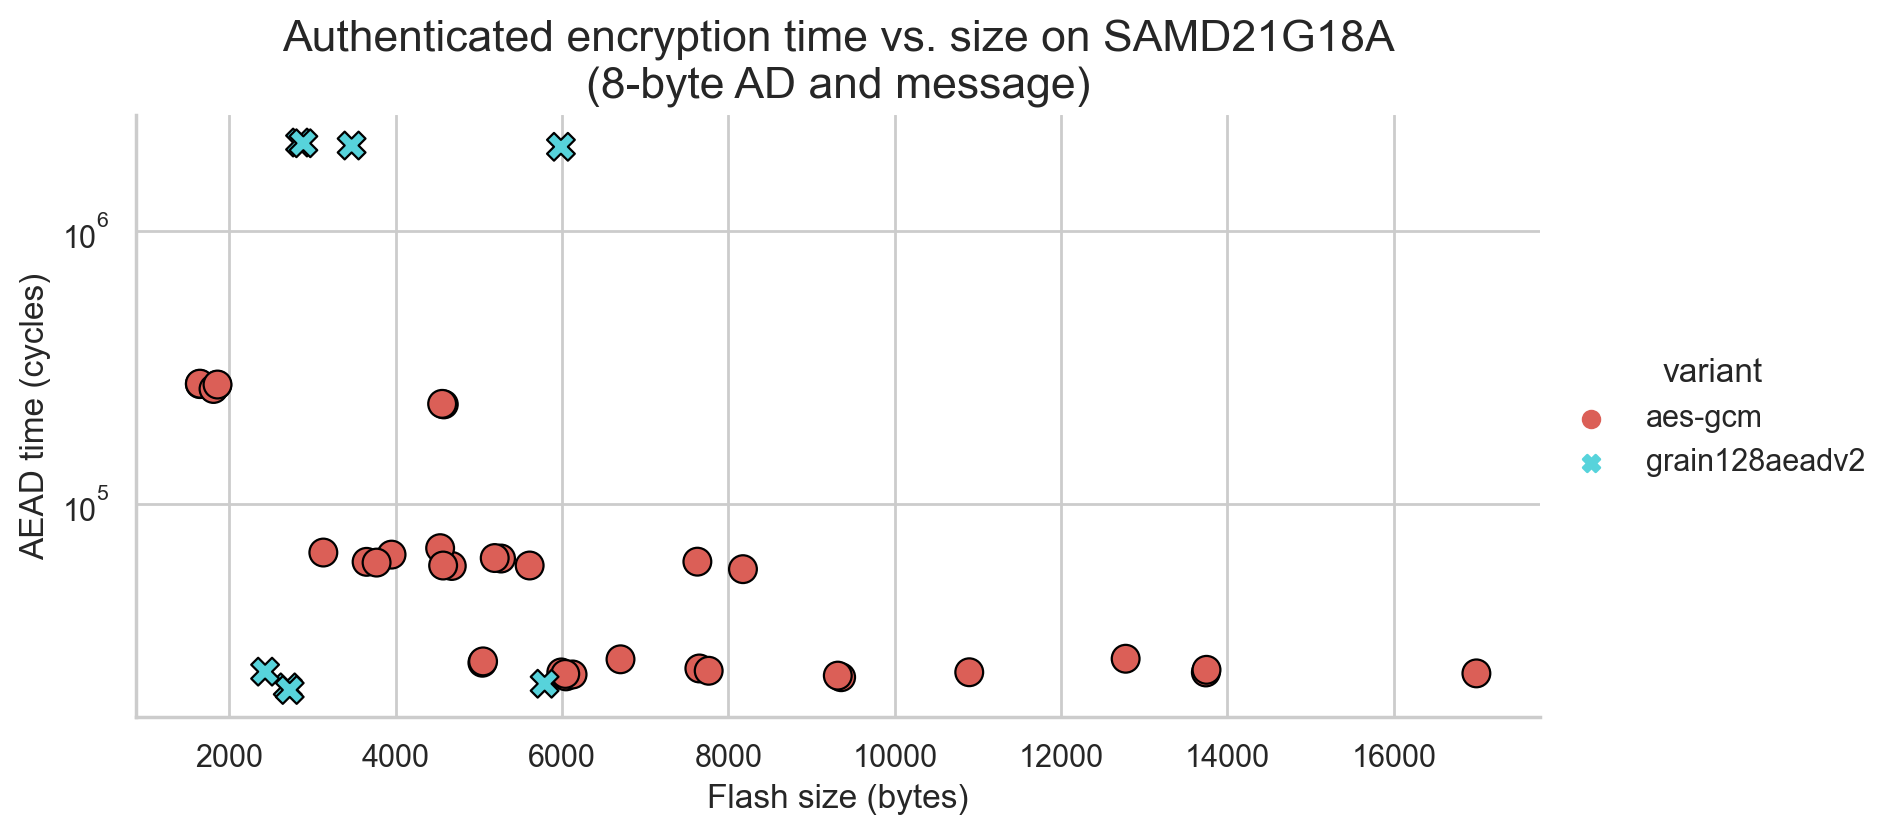 Authenticated encryption time vs. size on SAMD21G18A
(8-byte AD and message)
AEAD time (cycles)
10^6
10^5
2000 4000 6000 8000 10000 12000 14000 16000
Flash size (bytes)
variant
aes-gcm
grain128aeadv2